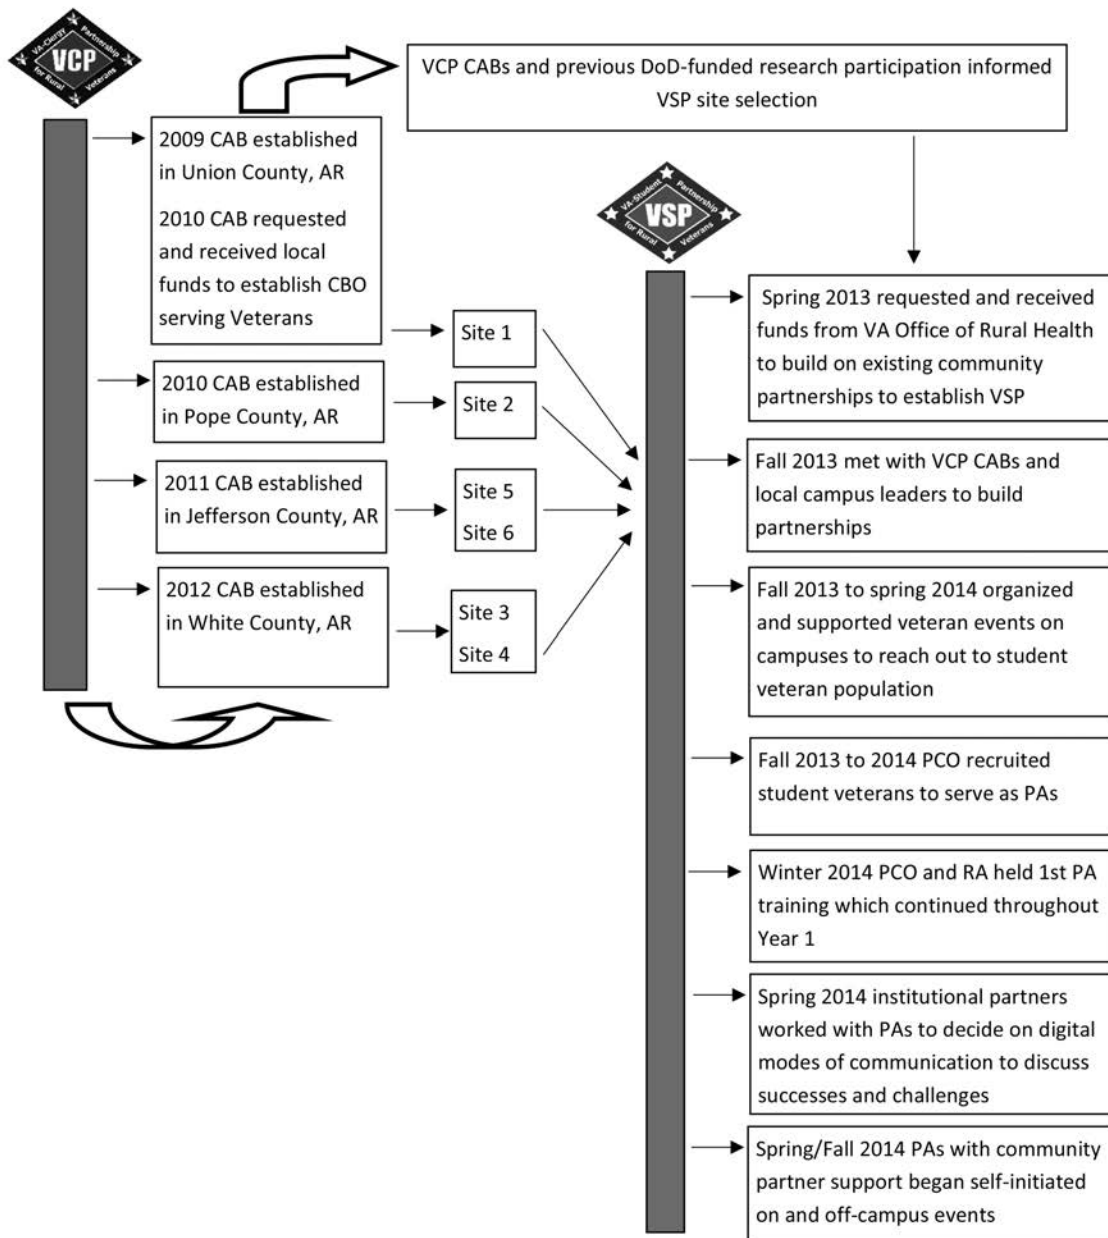 VA-Clergy Partnership
VCP
for Rural Veterans
VCP CABs and previous DoD-funded research participation informed
VSP site selection
2009 CAB established
in Union County, AR
2010 CAB requested
and received local
funds to establish CBO
serving Veterans
2010 CAB established
in Pope County, AR
2011 CAB established
in Jefferson County, AR
2012 CAB established
in White County, AR
Site 1
Site 2
Site 5
Site 6
Site 3
Site 4
VA-Student Partnership
VSP
for Rural Veterans
Spring 2013 requested and received
funds from VA Office of Rural Health
to build on existing community
partnerships to establish VSP
Fall 2013 met with VCP CABs and
local campus leaders to build
partnerships
Fall 2013 to spring 2014 organized
and supported veteran events on
campuses to reach out to student
veteran population
Fall 2013 to 2014 PCO recruited
student veterans to serve as PAs
Winter 2014 PCO and RA held 1st PA
training which continued throughout
Year 1
Spring 2014 institutional partners
worked with PAs to decide on digital
modes of communication to discuss
successes and challenges
Spring/Fall 2014 PAs with community
partner support began self-initiated
on and off-campus events